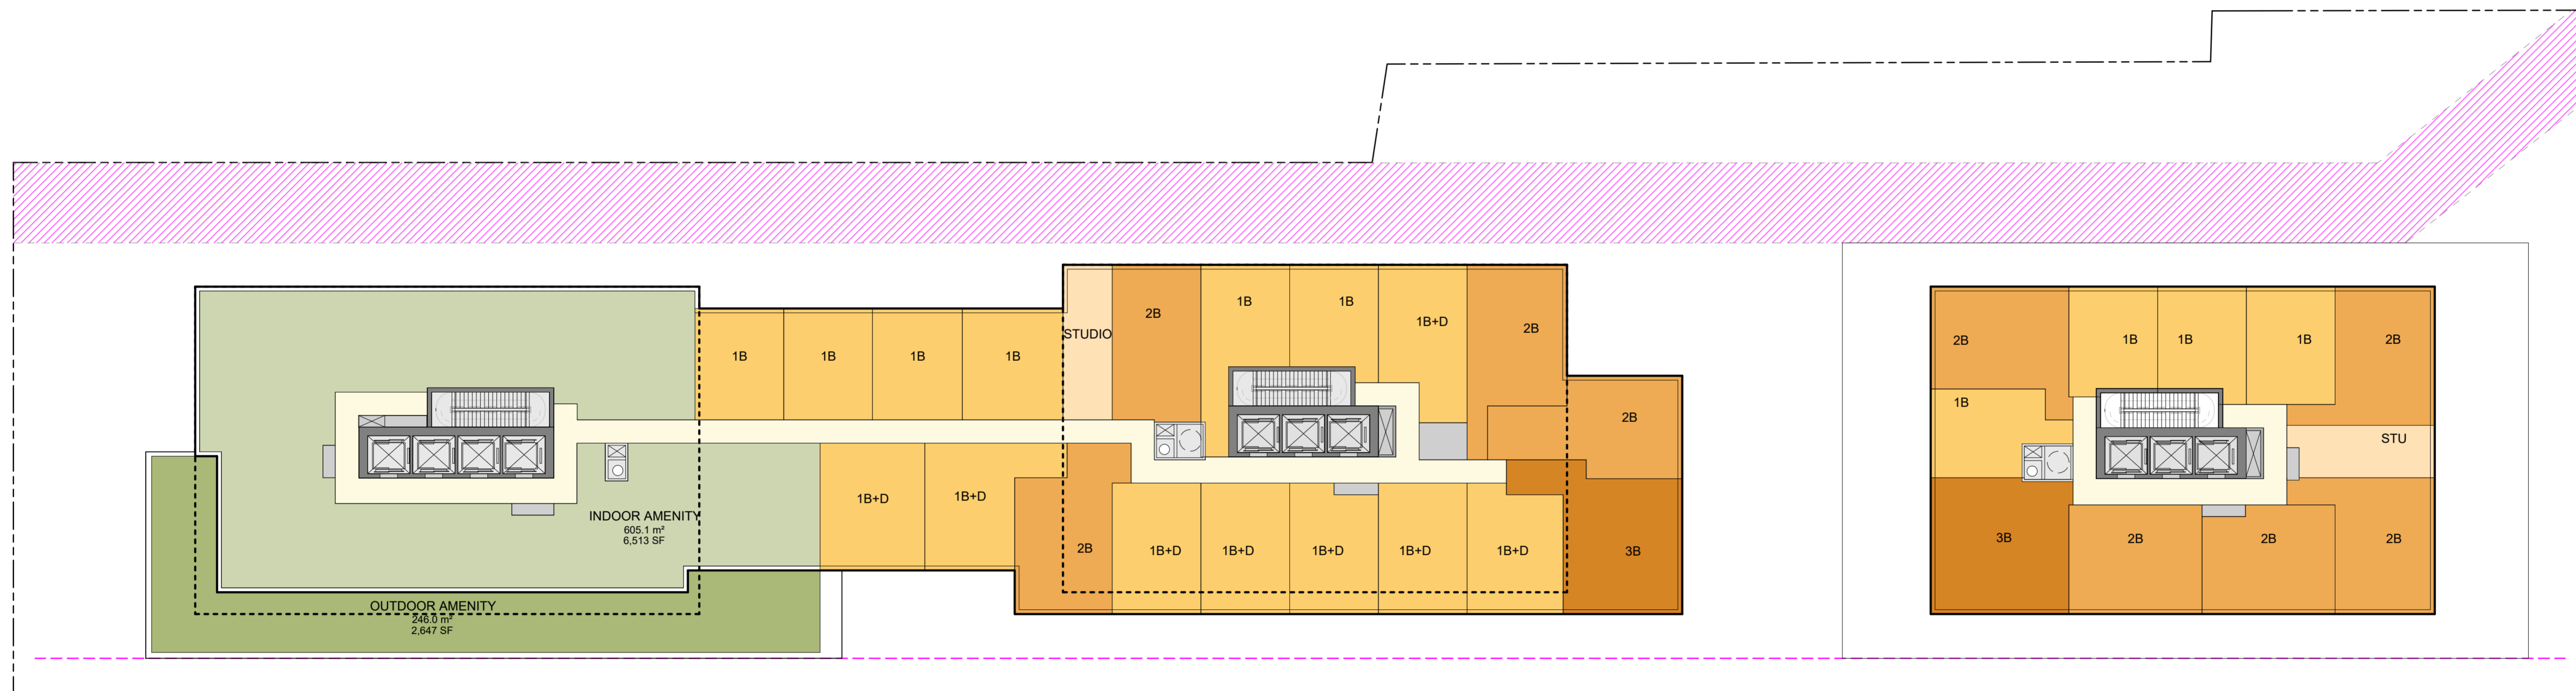 1B
1B
1B
1B
STUDIO
2B
1B
1B
1B+D
2B
2B
INDOOR AMENITY
605.1 m²
6,513 SF
1B+D
1B+D
2B
1B+D
1B+D
1B+D
1B+D
1B+D
3B
OUTDOOR AMENITY
246.0 m²
2,647 SF
2B
1B
1B
1B
2B
1B
STU
3B
2B
2B
2B